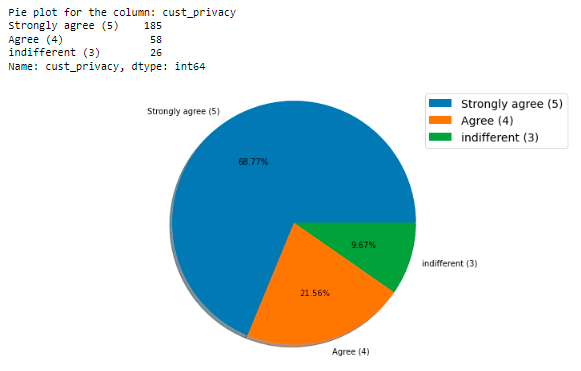 Pie plot for the column: cust_privacy
Strongly agree (5) 185
Agree (4) 58
indifferent (3) 26
Name: cust_privacy, dtype: int64
Strongly agree (5)
Agree (4)
indifferent (3)
Strongly agree (5)
68.77%
9.67%
indifferent (3)
21.56%
Agree (4)